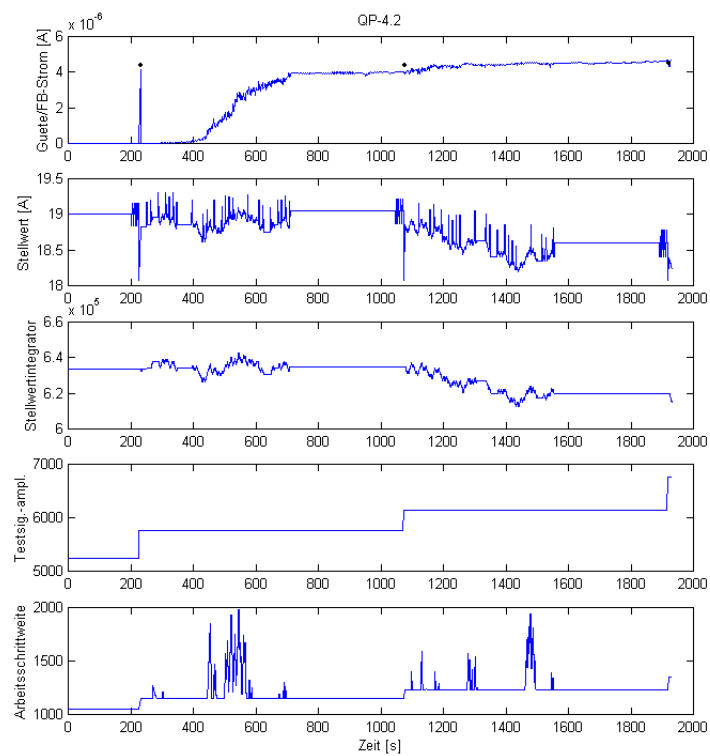 QP-4.2
x 10^-6
Guete/FB-Strom [A]
6
4
2
0
0 200 400 600 800 1000 1200 1400 1600 1800 2000
Stellwert [A]
19.5
19
18.5
18
0 200 400 600 800 1000 1200 1400 1600 1800 2000
x 10^5
Stellwertintegrator
6.6
6.4
6.2
6
0 200 400 600 800 1000 1200 1400 1600 1800 2000
Testsig.-ampl.
7000
6000
5000
0 200 400 600 800 1000 1200 1400 1600 1800 2000
Arbeitsschrittweite
2000
1500
1000
0 200 400 600 800 1000 1200 1400 1600 1800 2000
Zeit [s]